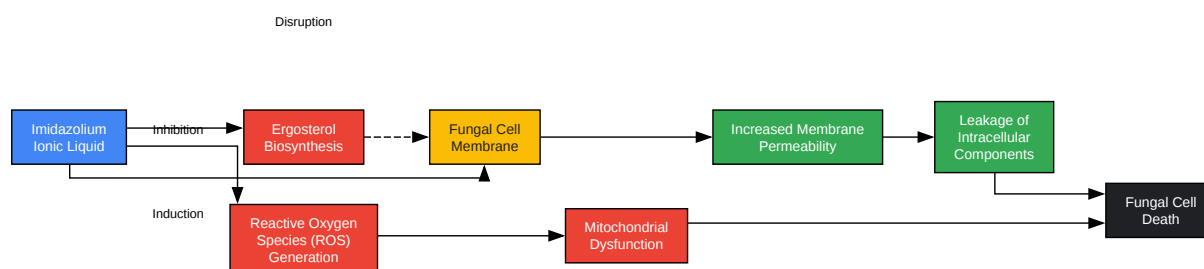 Disruption
Imidazolium
Ionic Liquid
Inhibition
Ergosterol
Biosynthesis
Fungal Cell
Membrane
Increased Membrane
Permeability
Leakage of
Intracellular
Components
Induction
Reactive Oxygen
Species (ROS)
Generation
Mitochondrial
Dysfunction
Fungal Cell
Death